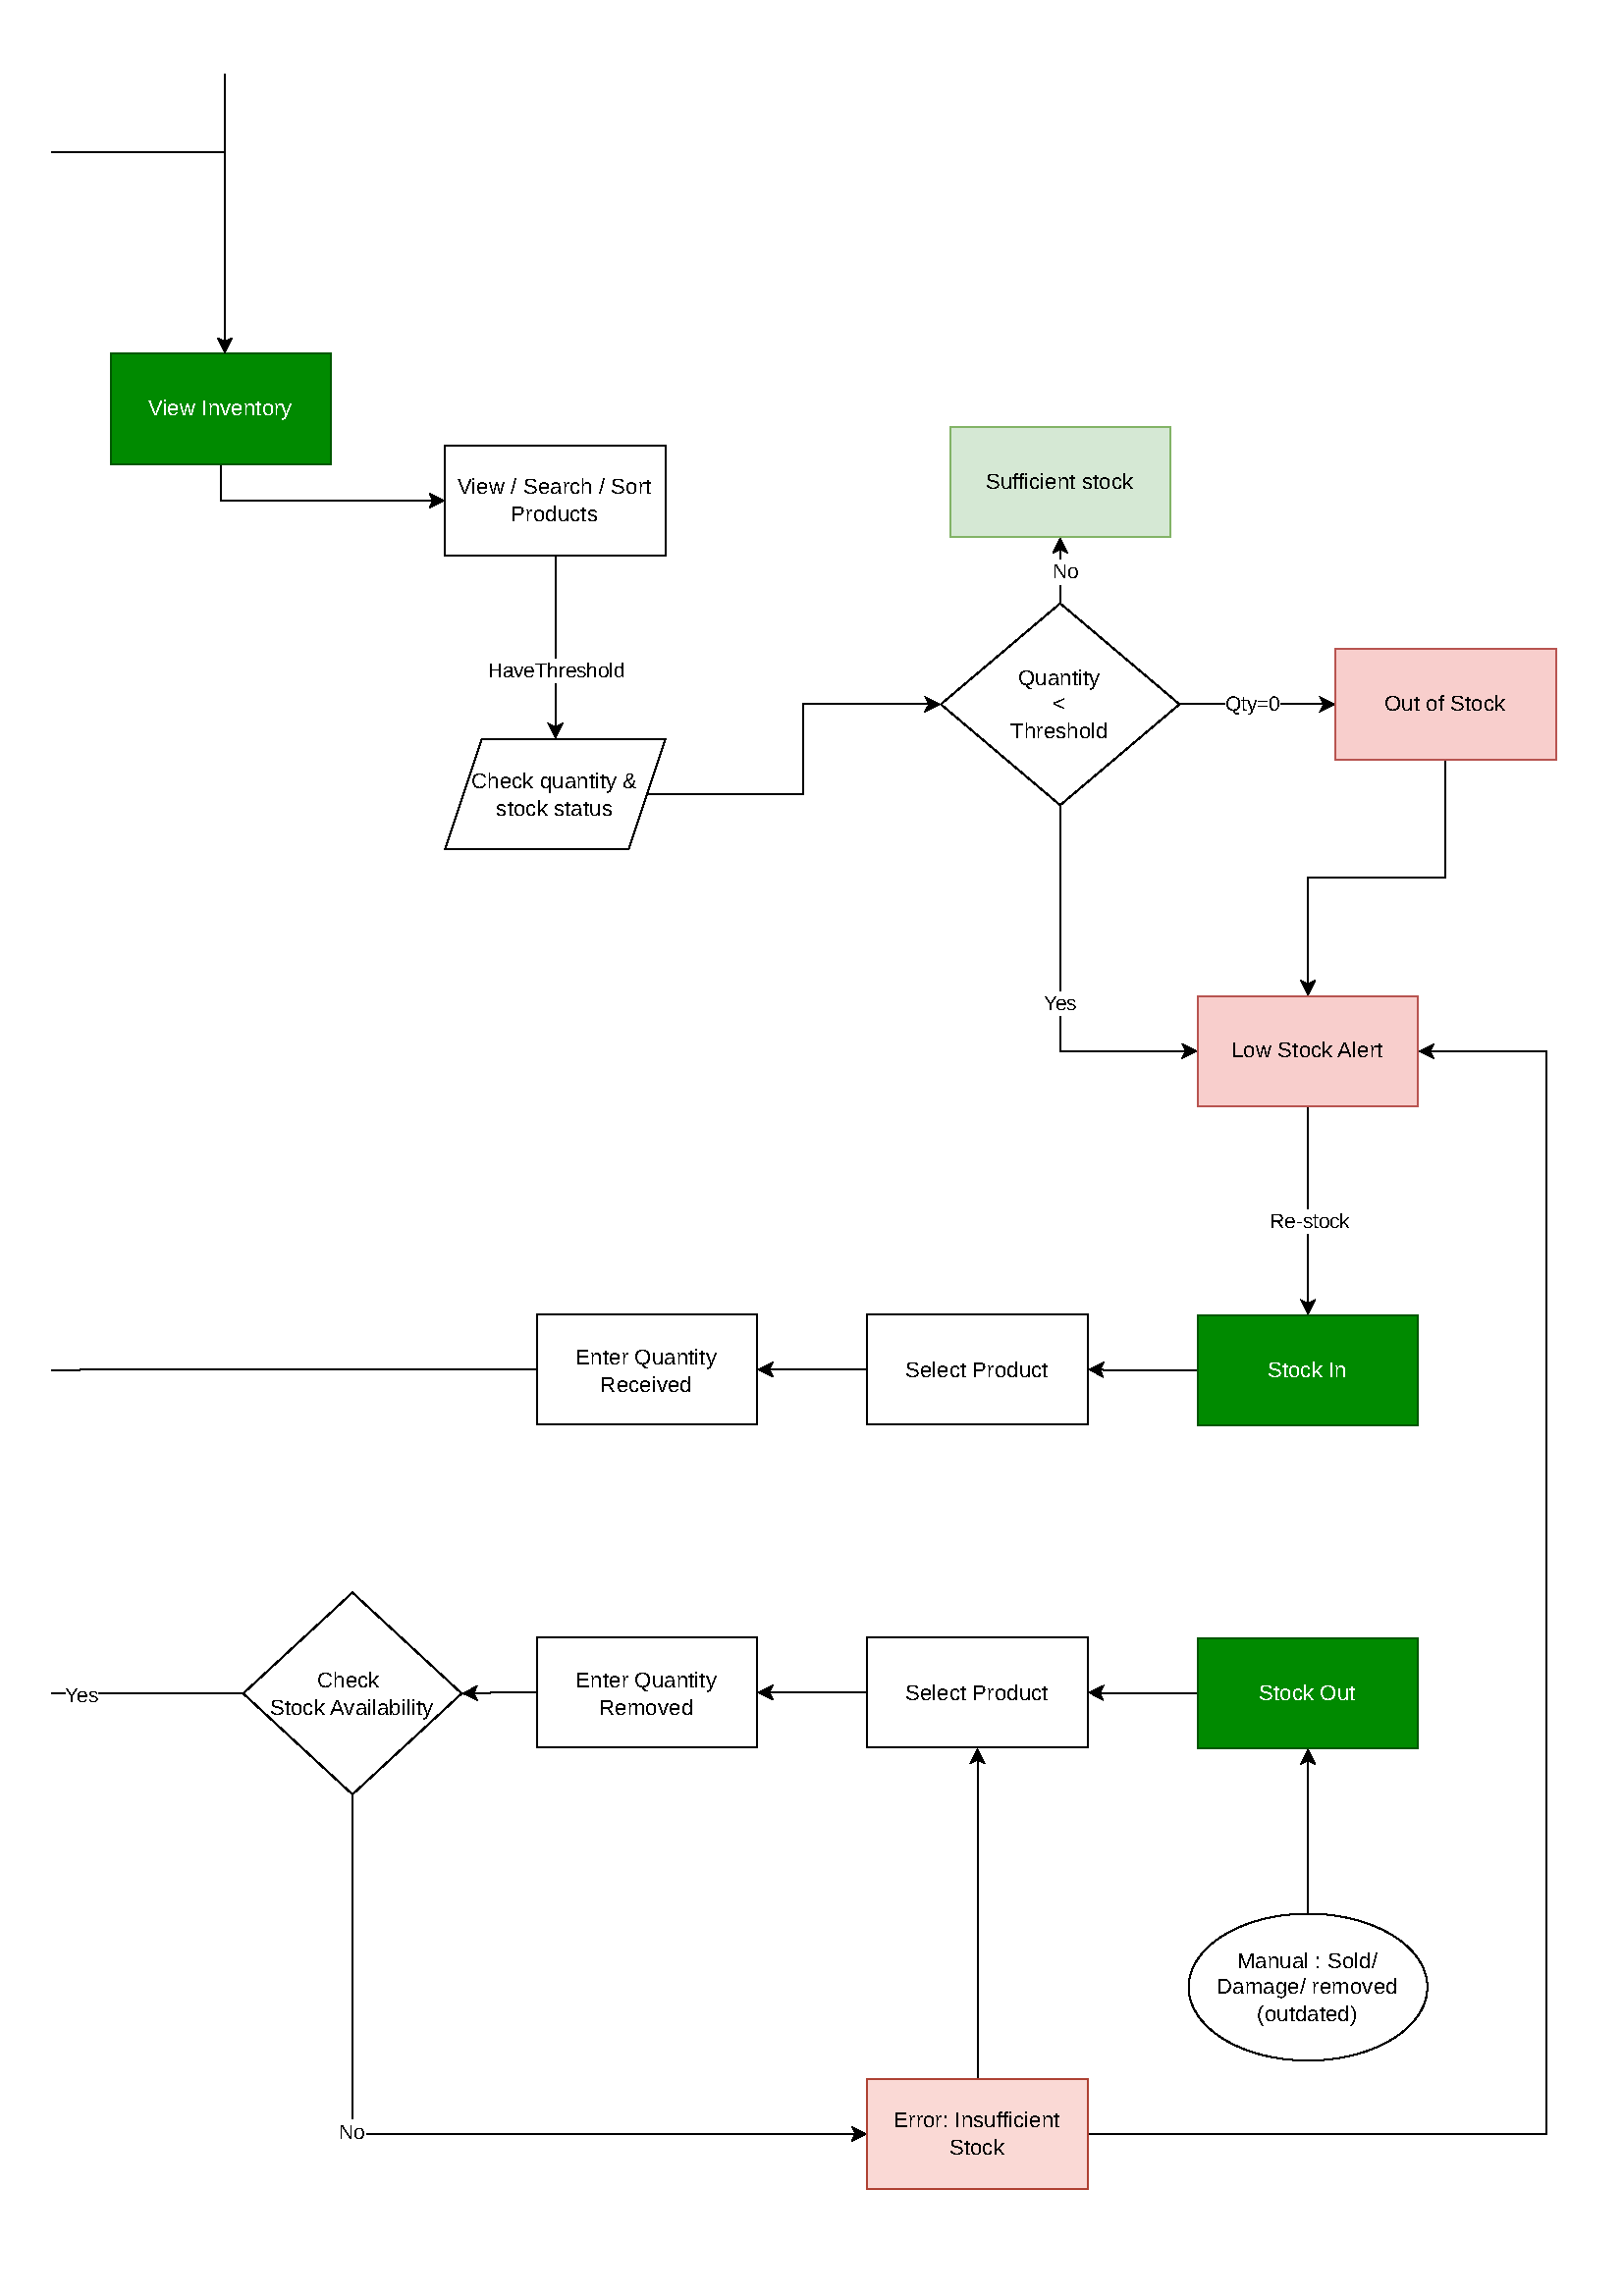 View Inventory
View / Search / Sort
Products
Sufficient stock
No
HaveThreshold
Quantity
<
Threshold
Qty=0
Out of Stock
Check quantity &
stock status
Yes
Low Stock Alert
Re-stock
Enter Quantity
Received
Select Product
Stock In
Yes
Check
Stock Availability
Enter Quantity
Removed
Select Product
Stock Out
Manual : Sold/
Damage/ removed
(outdated)
No
Error: Insufficient
Stock